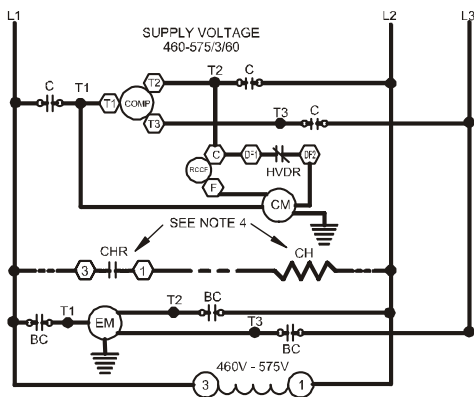 L1 L2 L3
SUPPLY VOLTAGE
460-575/3/60
C T1 T1 COMP T2 T2 C
T3 T3 C
C DF1 DF2
RCCF HVDR
F CM
SEE NOTE 4
CHR CH
3 1
T1 EM T2 BC
BC T3 BC
460V - 575V
3 1